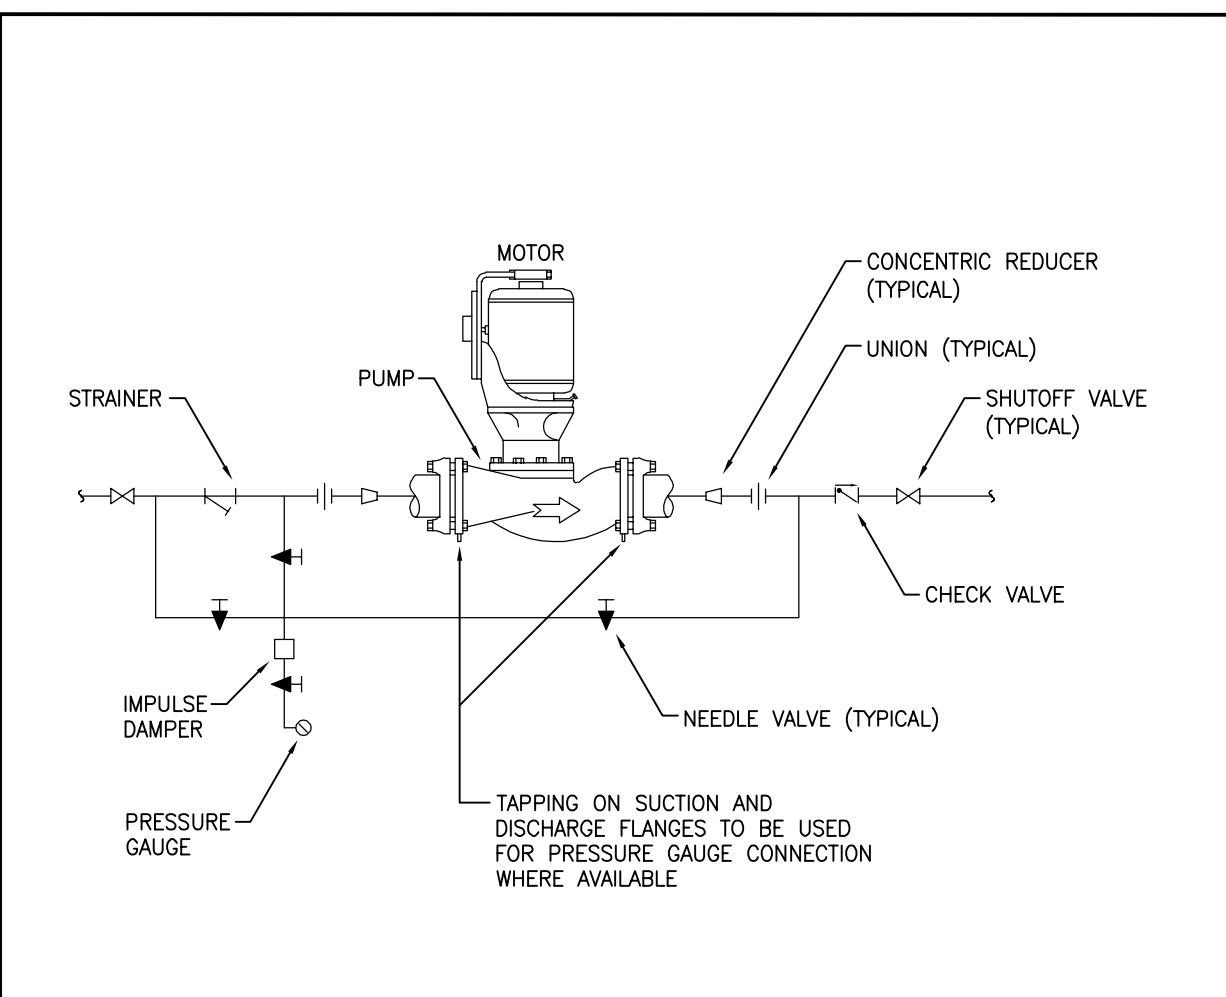 MOTOR
CONCENTRIC REDUCER
(TYPICAL)
UNION (TYPICAL)
PUMP
STRAINER
SHUTOFF VALVE
(TYPICAL)
CHECK VALVE
IMPULSE
DAMPER
NEEDLE VALVE (TYPICAL)
PRESSURE
GAUGE
TAPPING ON SUCTION AND
DISCHARGE FLANGES TO BE USED
FOR PRESSURE GAUGE CONNECTION
WHERE AVAILABLE